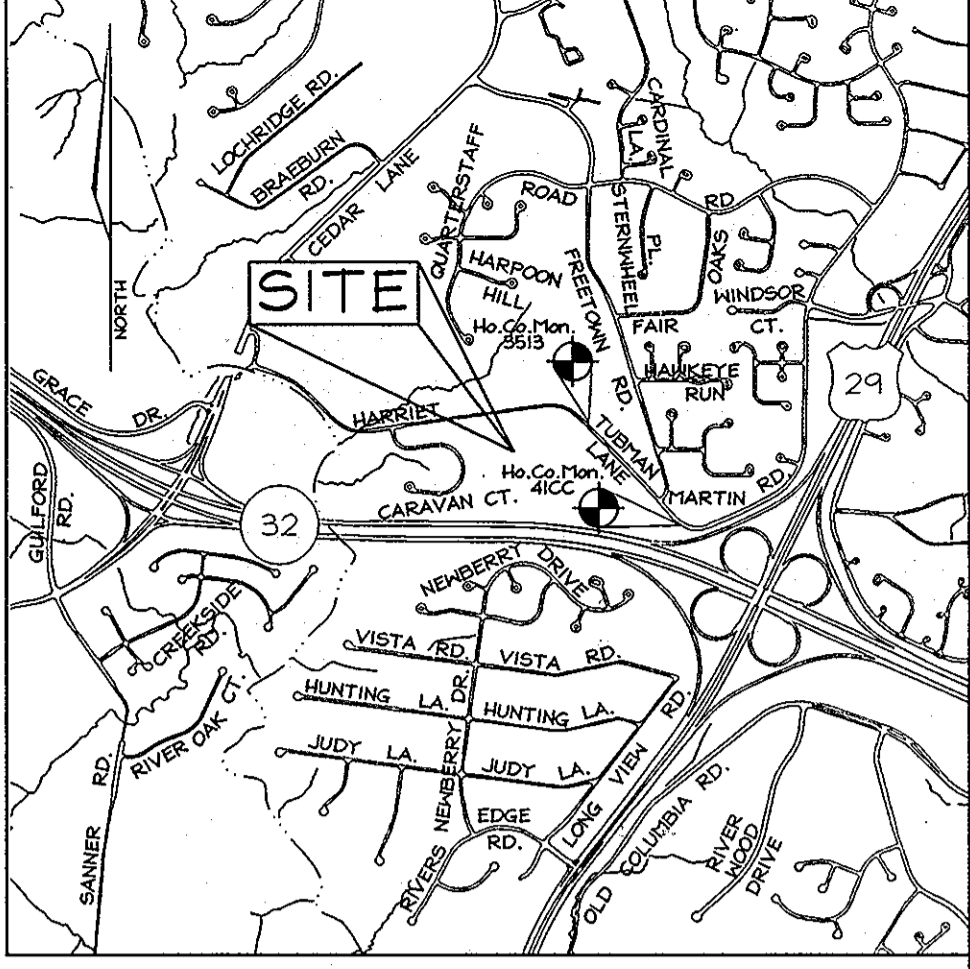 LOCHRIDGE RD.
BRAEBURN
RD.
CEDAR LANE
QUARTERSTAFF
ROAD
CARDINAL
LA.
STERNWHEEL
PL.
RD
OAKS
FAIR
HARPOON
HILL
FREETOWN
RD.
WINDSOR
CT.
NORTH
SITE
Ho.Co.Mon.
3513
HAWKEYE
RUN
29
GRACE DR.
HARRIET
TUBMAN
LANE
Ho.Co.Mon.
41CC
MARTIN RD.
CARAVAN CT.
GUILFORD
RD.
32
NEWBERRY DRIVE
CREEKSIDE
RD.
VISTA RD.
VISTA RD.
HUNTING LA.
HUNTING LA.
JUDY LA.
JUDY LA.
NEWBERRY DR.
RIVER OAK CT.
SANNER RD.
RIVERS
EDGE
RD.
LONG VIEW RD.
OLD COLUMBIA RD.
RIVER
WOOD
DRIVE